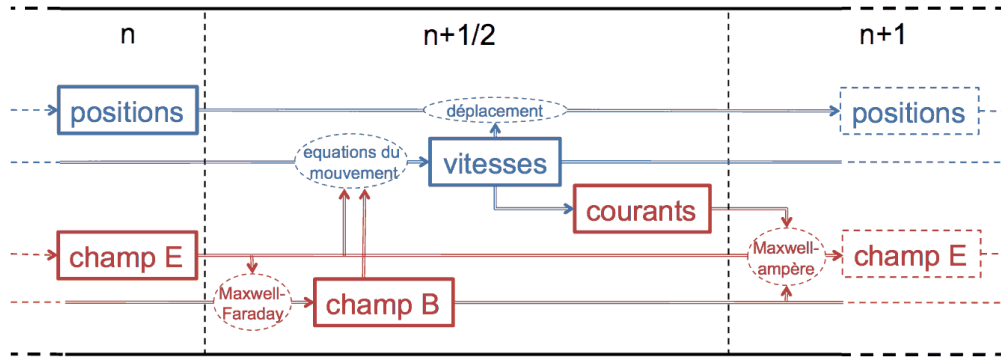 n
n+1/2
n+1
positions
déplacement
positions
equations du
mouvement
vitesses
courants
champ E
Maxwell-
ampère
champ E
Maxwell-
Faraday
champ B